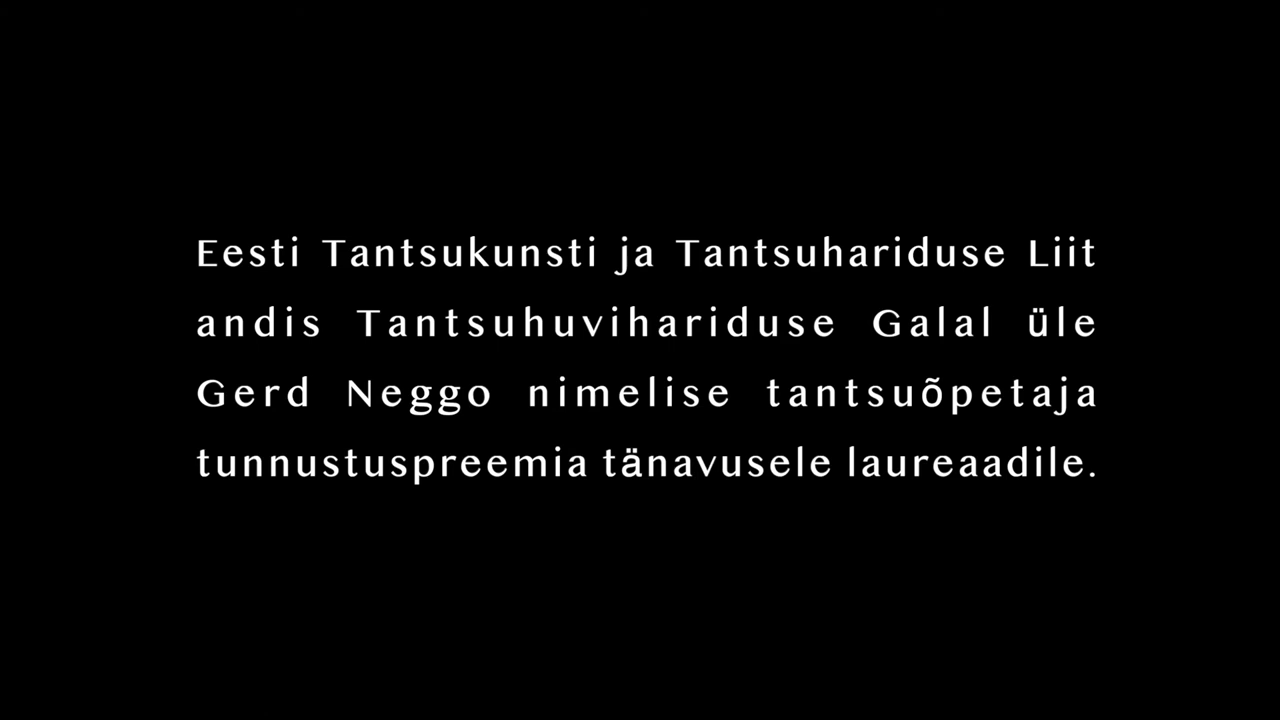 Eesti Tantsukunsti ja Tantsuhariduse Liit
andis Tantsuhuvihariduse Galal üle
Gerd Neggo nimelise tantsuõpetaja
tunnustuspreemia tänavusele laureaadile.